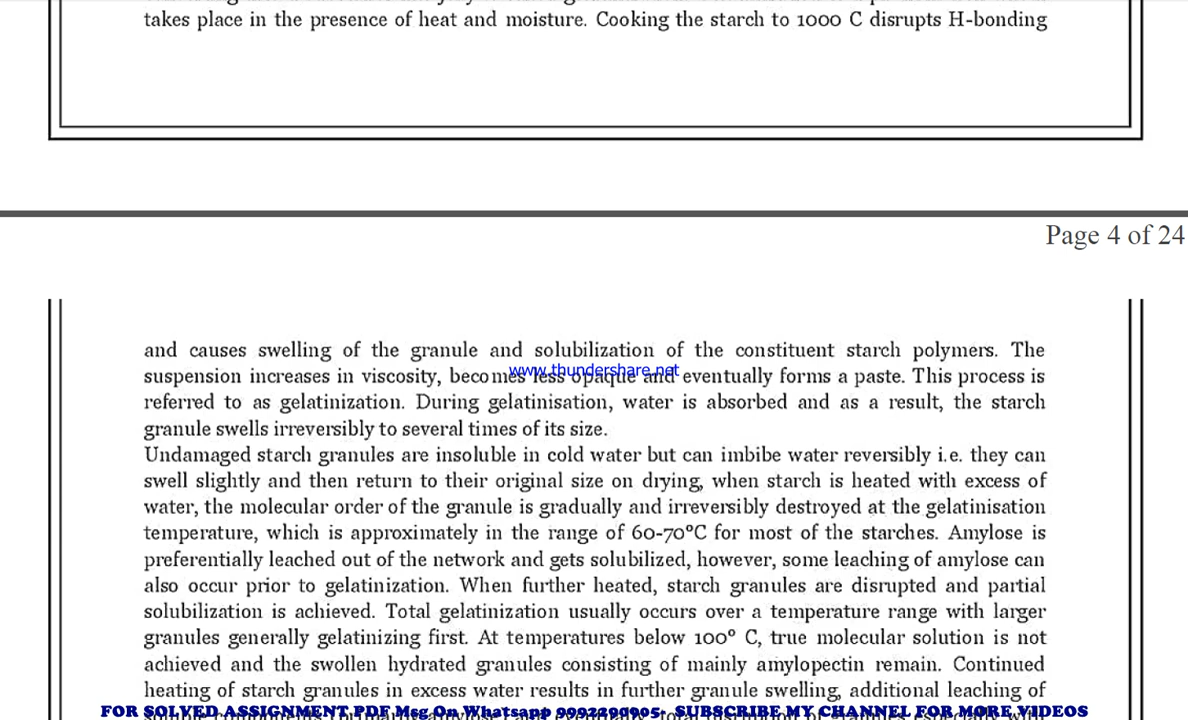 takes place in the presence of heat and moisture. Cooking the starch to 1000 C disrupts H-bonding
Page 4 of 24
and causes swelling of the granule and solubilization of the constituent starch polymers. The
www.thundershare.net
suspension increases in viscosity, becomes less opaque and eventually forms a paste. This process is
referred to as gelatinization. During gelatinisation, water is absorbed and as a result, the starch
granule swells irreversibly to several times of its size.
Undamaged starch granules are insoluble in cold water but can imbibe water reversibly i.e. they can
swell slightly and then return to their original size on drying, when starch is heated with excess of
water, the molecular order of the granule is gradually and irreversibly destroyed at the gelatinisation
temperature, which is approximately in the range of 60-70°C for most of the starches. Amylose is
preferentially leached out of the network and gets solubilized, however, some leaching of amylose can
also occur prior to gelatinization. When further heated, starch granules are disrupted and partial
solubilization is achieved. Total gelatinization usually occurs over a temperature range with larger
granules generally gelatinizing first. At temperatures below 100° C, true molecular solution is not
achieved and the swollen hydrated granules consisting of mainly amylopectin remain. Continued
heating of starch granules in excess water results in further granule swelling, additional leaching of
FOR SOLVED ASSIGNMENT PDF Msg On Whatsapp 9992490905- SUBSCRIBE MY CHANNEL FOR MORE VIDEOS